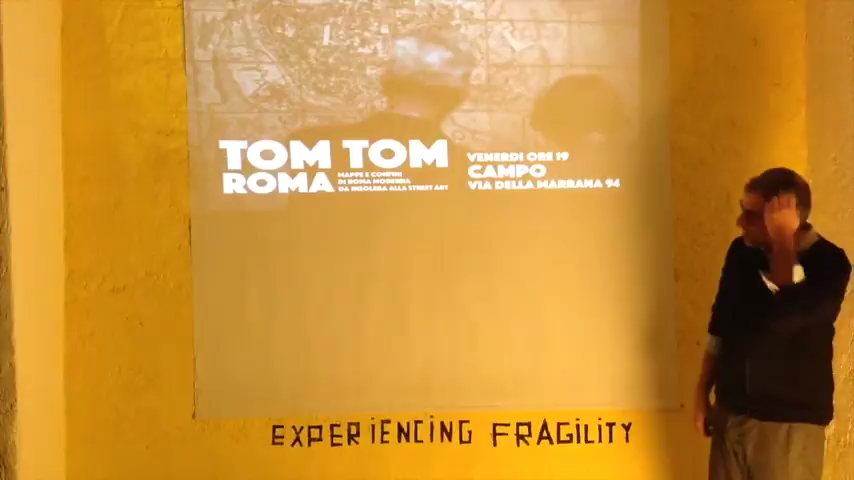 TOM TOM
ROMA
MAPPE E CONFINI
DI ROMA MODERNA
DA INSOLERA ALLA STREET ART
VENERDI ORE 19
CAMPO
VIA DELLA MARRANA 94
EXPERIENCING FRAGILITY